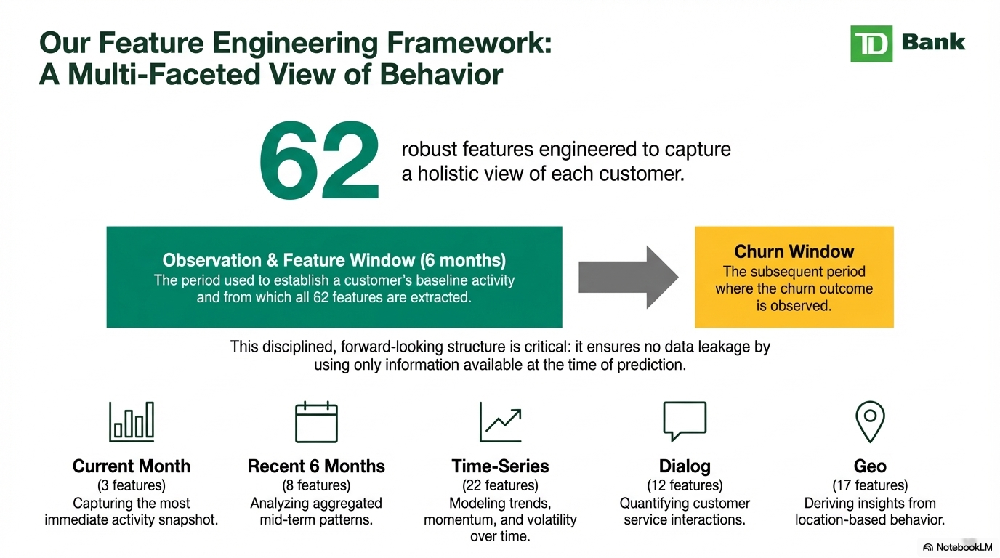 Our Feature Engineering Framework:
A Multi-Faceted View of Behavior
TD Bank
62
robust features engineered to capture
a holistic view of each customer.
Observation & Feature Window (6 months)
The period used to establish a customer's baseline activity
and from which all 62 features are extracted.
Churn Window
The subsequent period
where the churn outcome
is observed.
This disciplined, forward-looking structure is critical: it ensures no data leakage by
using only information available at the time of prediction.
Current Month
(3 features)
Capturing the most
immediate activity snapshot.
Recent 6 Months
(8 features)
Analyzing aggregated
mid-term patterns.
Time-Series
(22 features)
Modeling trends,
momentum, and volatility
over time.
Dialog
(12 features)
Quantifying customer
service interactions.
Geo
(17 features)
Deriving insights from
location-based behavior.
NotebookLM